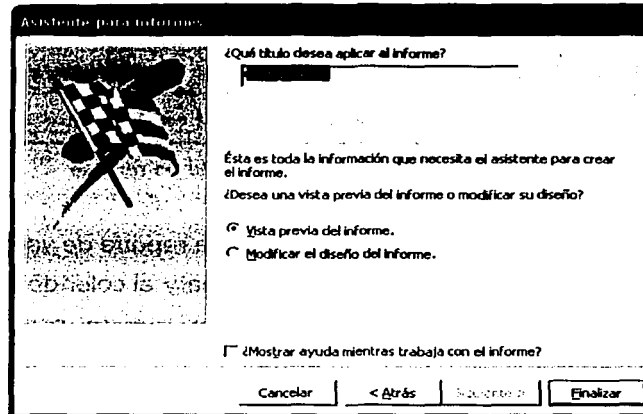 Asistente para informes
¿Qué título desea aplicar al informe?
Ésta es toda la información que necesita el asistente para crear
el informe.
¿Desea una vista previa del informe o modificar su diseño?
Vista previa del informe.
Modificar el diseño del informe.
¿Mostrar ayuda mientras trabaja con el informe?
Cancelar
< Atrás
Siguiente >
Finalizar